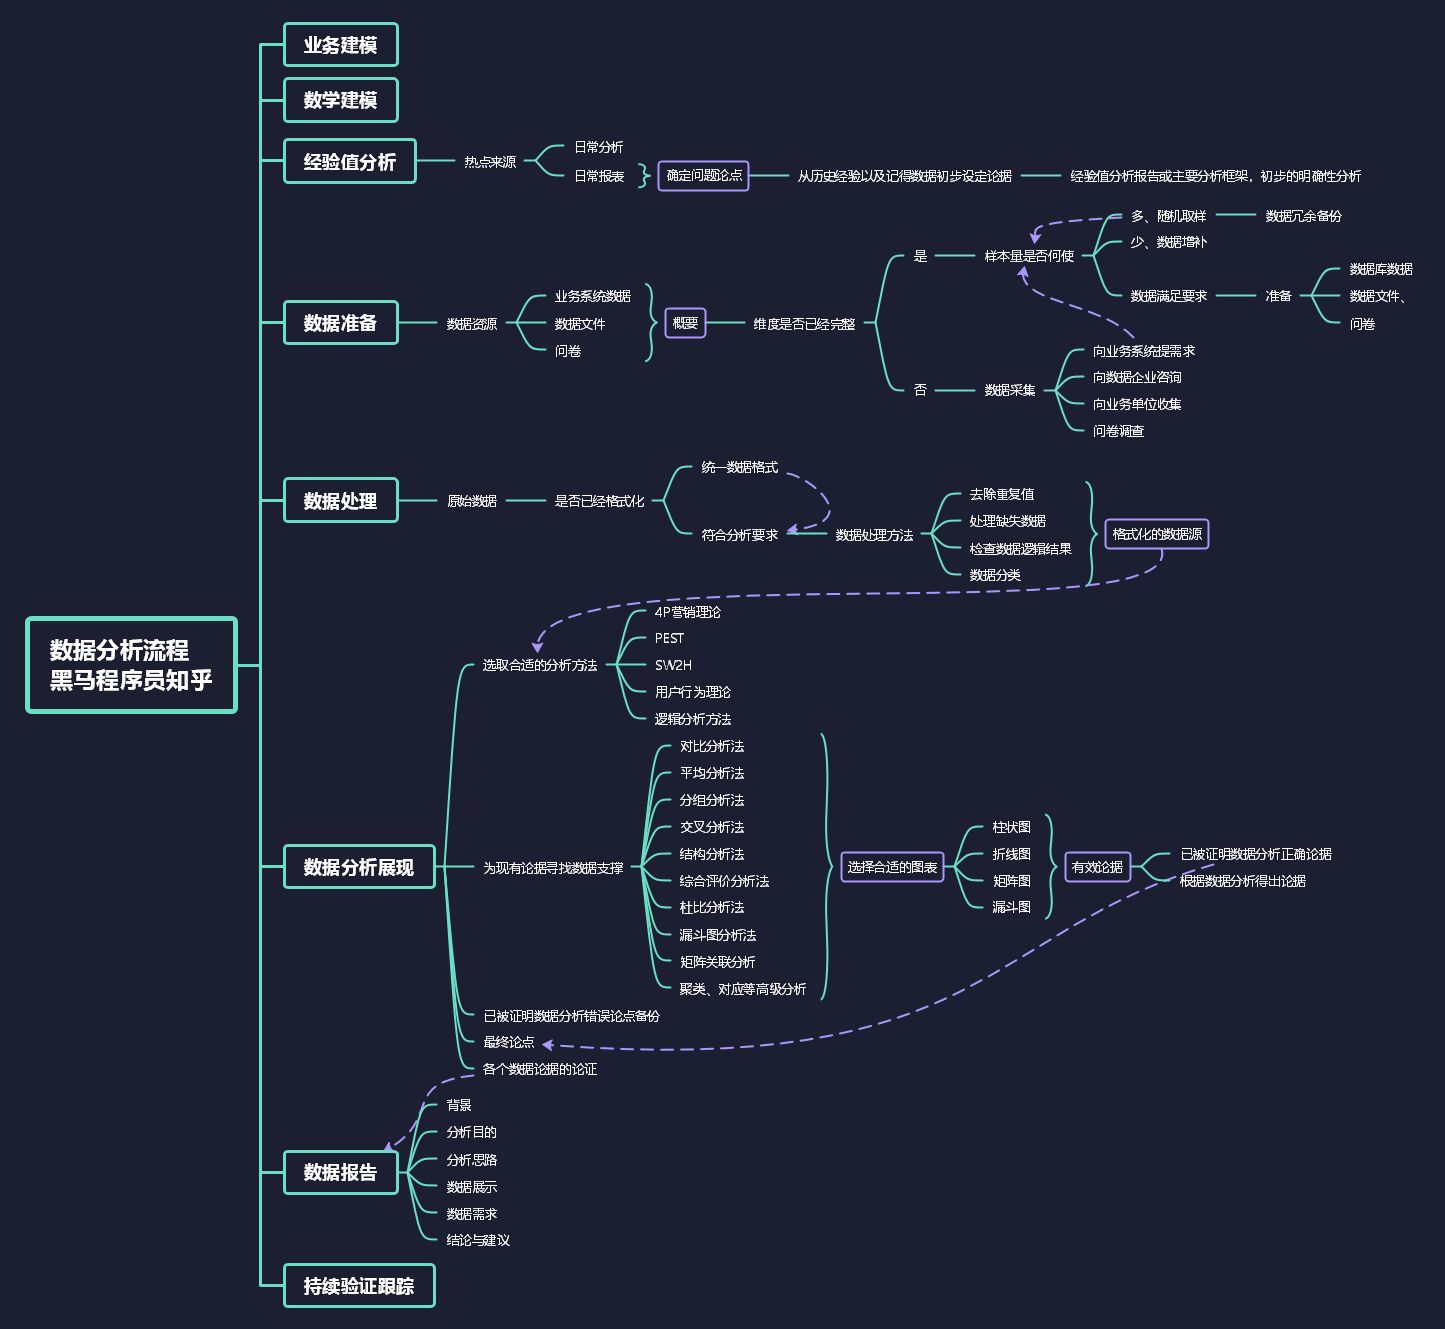 数据分析流程
黑马程序员知乎
业务建模
数学建模
经验值分析
热点来源
日常分析
日常报表
确定问题论点
从历史经验以及记得数据初步设定论据
经验值分析报告或主要分析框架，初步的明确性分析
数据准备
数据资源
业务系统数据
数据文件
问卷
概要
维度是否已经完整
是
样本量是否何使
多、随机取样
数据冗余备份
少、数据增补
数据满足要求
准备
数据库数据
数据文件、
问卷
否
数据采集
向业务系统提需求
向数据企业咨询
向业务单位收集
问卷调查
数据处理
原始数据
是否已经格式化
统一数据格式
符合分析要求
数据处理方法
去除重复值
处理缺失数据
检查数据逻辑结果
数据分类
格式化的数据源
数据分析展现
选取合适的分析方法
4P营销理论
PEST
SW2H
用户行为理论
逻辑分析方法
为现有论据寻找数据支撑
对比分析法
平均分析法
分组分析法
交叉分析法
结构分析法
综合评价分析法
杜比分析法
漏斗图分析法
矩阵关联分析
聚类、对应等高级分析
选择合适的图表
柱状图
折线图
矩阵图
漏斗图
有效论据
已被证明数据分析正确论据
根据数据分析得出论据
已被证明数据分析错误论点备份
最终论点
各个数据论据的论证
数据报告
背景
分析目的
分析思路
数据展示
数据需求
结论与建议
持续验证跟踪